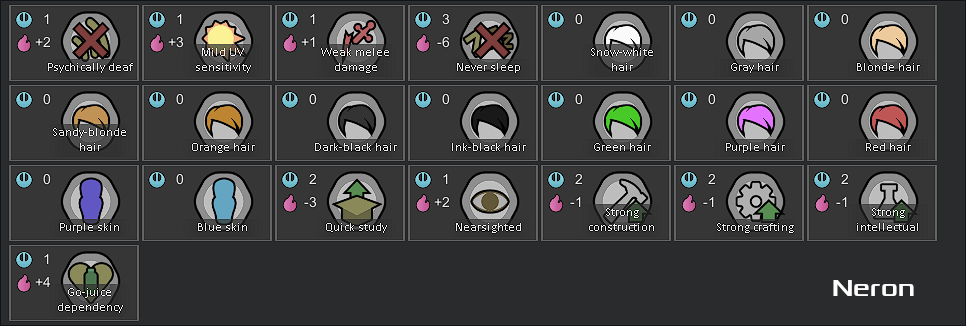 1
+2
Psychically deaf
1
+3
Mild UV
sensitivity
1
+1
Weak melee
damage
3
-6
Never sleep
0
Snow-white
hair
0
Gray hair
0
Blonde hair
0
Sandy-blonde
hair
0
Orange hair
0
Dark-black hair
0
Ink-black hair
0
Green hair
0
Purple hair
0
Red hair
0
Purple skin
0
Blue skin
2
-3
Quick study
1
+2
Nearsighted
2
-1
Strong
construction
2
-1
Strong crafting
2
-1
Strong
intellectual
1
+4
Go-juice
dependency
Neron